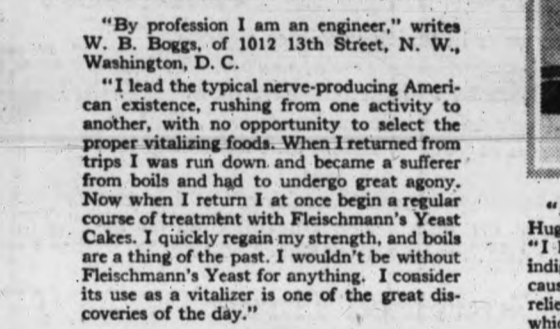 "By profession I am an engineer," writes
W. B. Boggs, of 1012 13th Street, N. W.,
Washington, D. C.
"I lead the typical nerve-producing Ameri-
can existence, rushing from one activity to
another, with no opportunity to select the
proper vitalizing foods. When I returned from
trips I was run down and became a sufferer
from boils and had to undergo great agony.
Now when I return I at once begin a regular
course of treatment with Fleischmann's Yeast
Cakes. I quickly regain my strength, and boils
are a thing of the past. I wouldn't be without
Fleischmann's Yeast for anything. I consider
its use as a vitalizer is one of the great dis-
coveries of the day."
"
Hug
"I
indi
caus
relie
whic